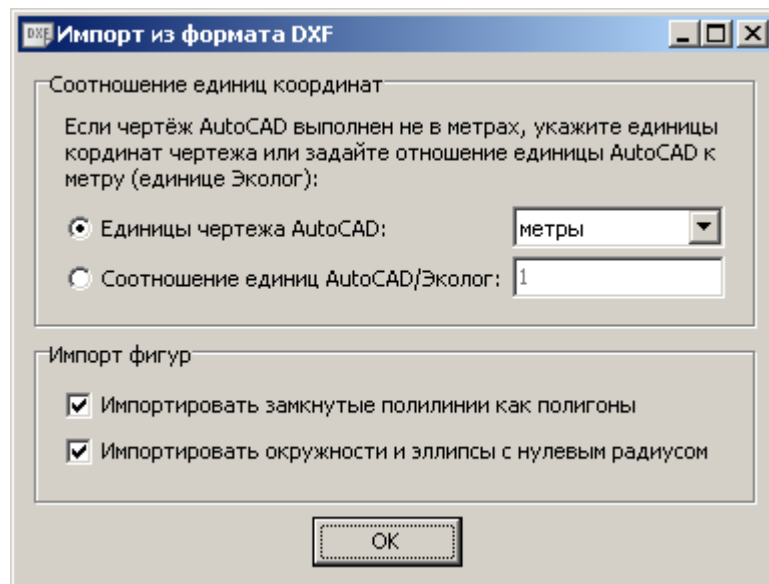 DXF Импорт из формата DXF
Соотношение единиц координат
Если чертёж AutoCAD выполнен не в метрах, укажите единицы
кординат чертежа или задайте отношение единицы AutoCAD к
метру (единице Эколог):
Единицы чертежа AutoCAD: метры
Соотношение единиц AutoCAD/Эколог: 1
Импорт фигур
Импортировать замкнутые полилинии как полигоны
Импортировать окружности и эллипсы с нулевым радиусом
OK